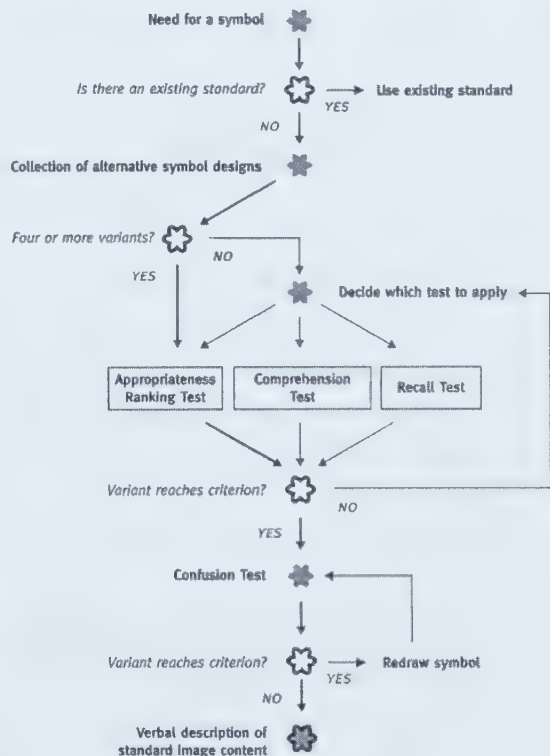 Need for a symbol
Is there an existing standard?
YES
Use existing standard
NO
Collection of alternative symbol designs
Four or more variants?
NO
YES
Decide which test to apply
Appropriateness
Ranking Test
Comprehension
Test
Recall Test
Variant reaches criterion?
NO
YES
Confusion Test
Variant reaches criterion?
YES
Redraw symbol
NO
Verbal description of
standard image content